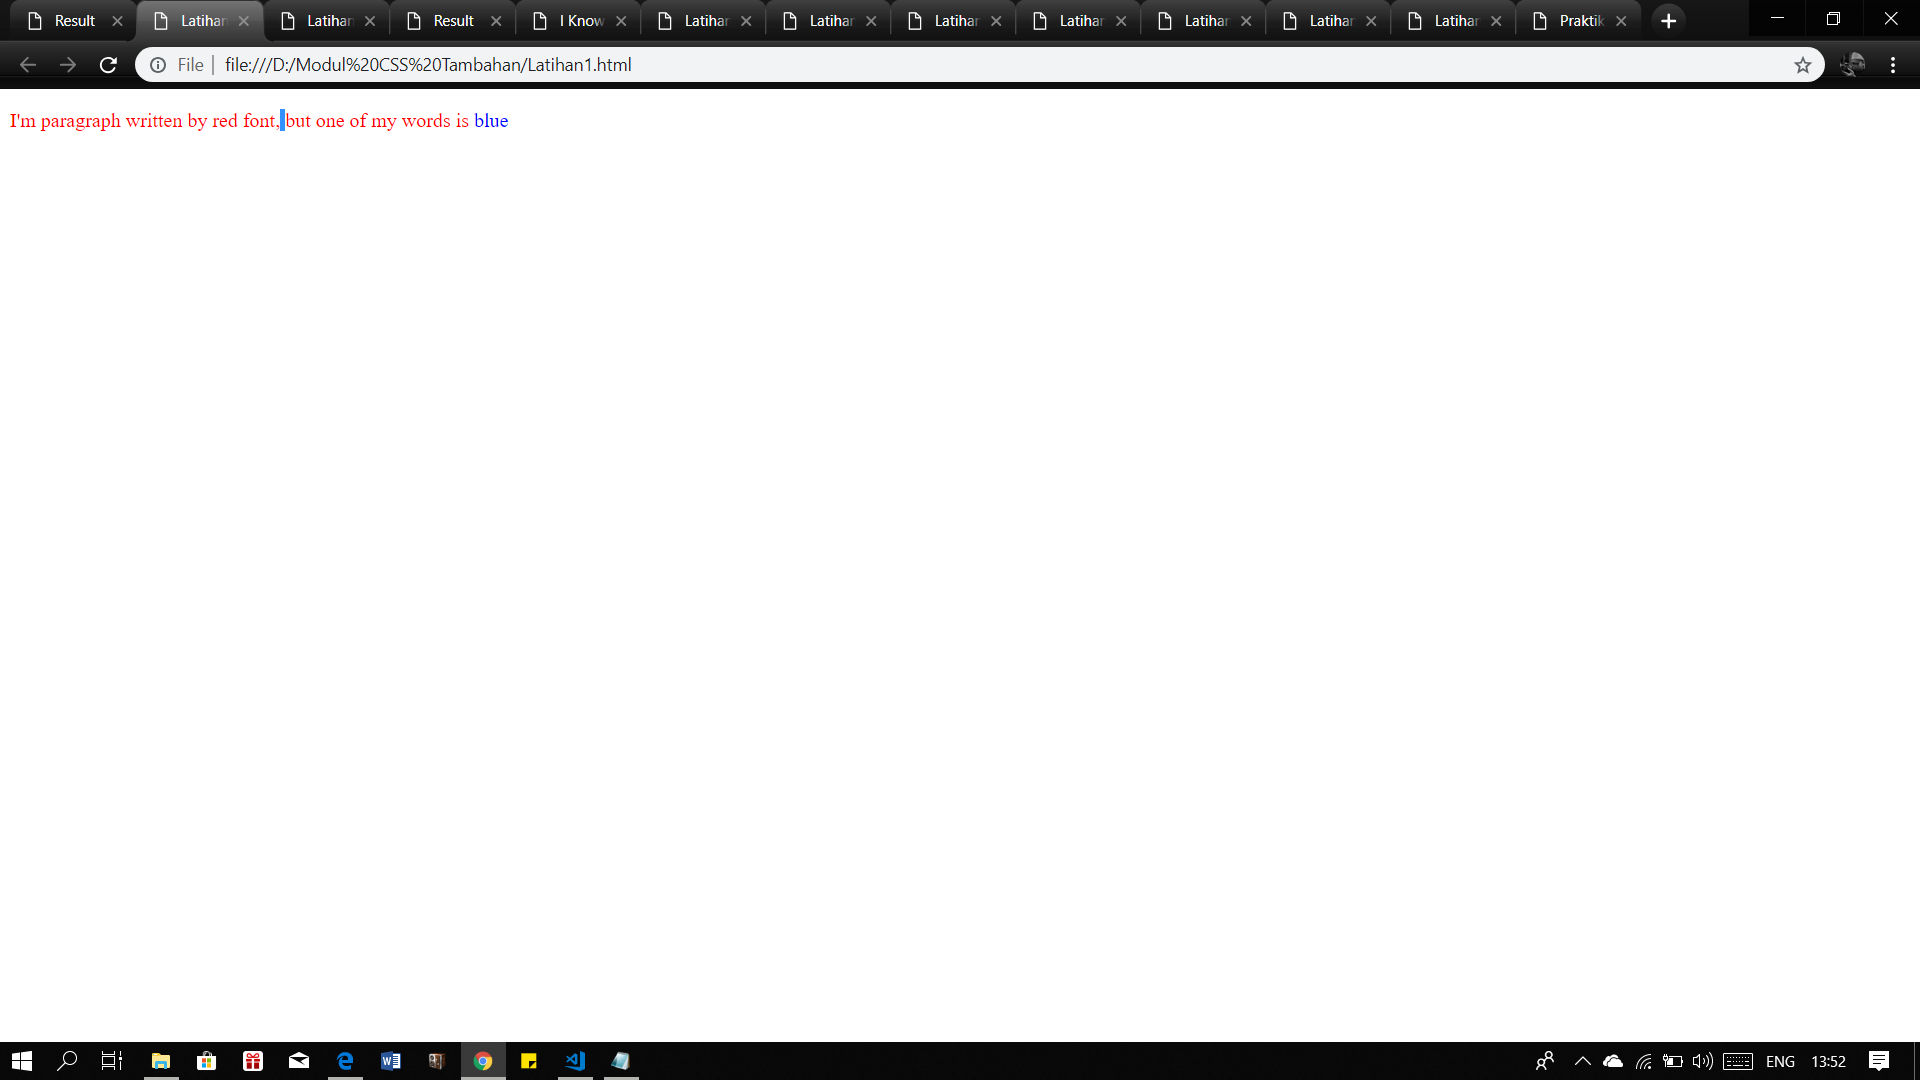 Result Latihan Latihan Result I Know Latihan Latihan Latihan Latihan Latihan Latihan Latihan Praktik
File file:///D:/Modul%20CSS%20Tambahan/Latihan1.html
I'm paragraph written by red font, but one of my words is blue
ENG 13:52